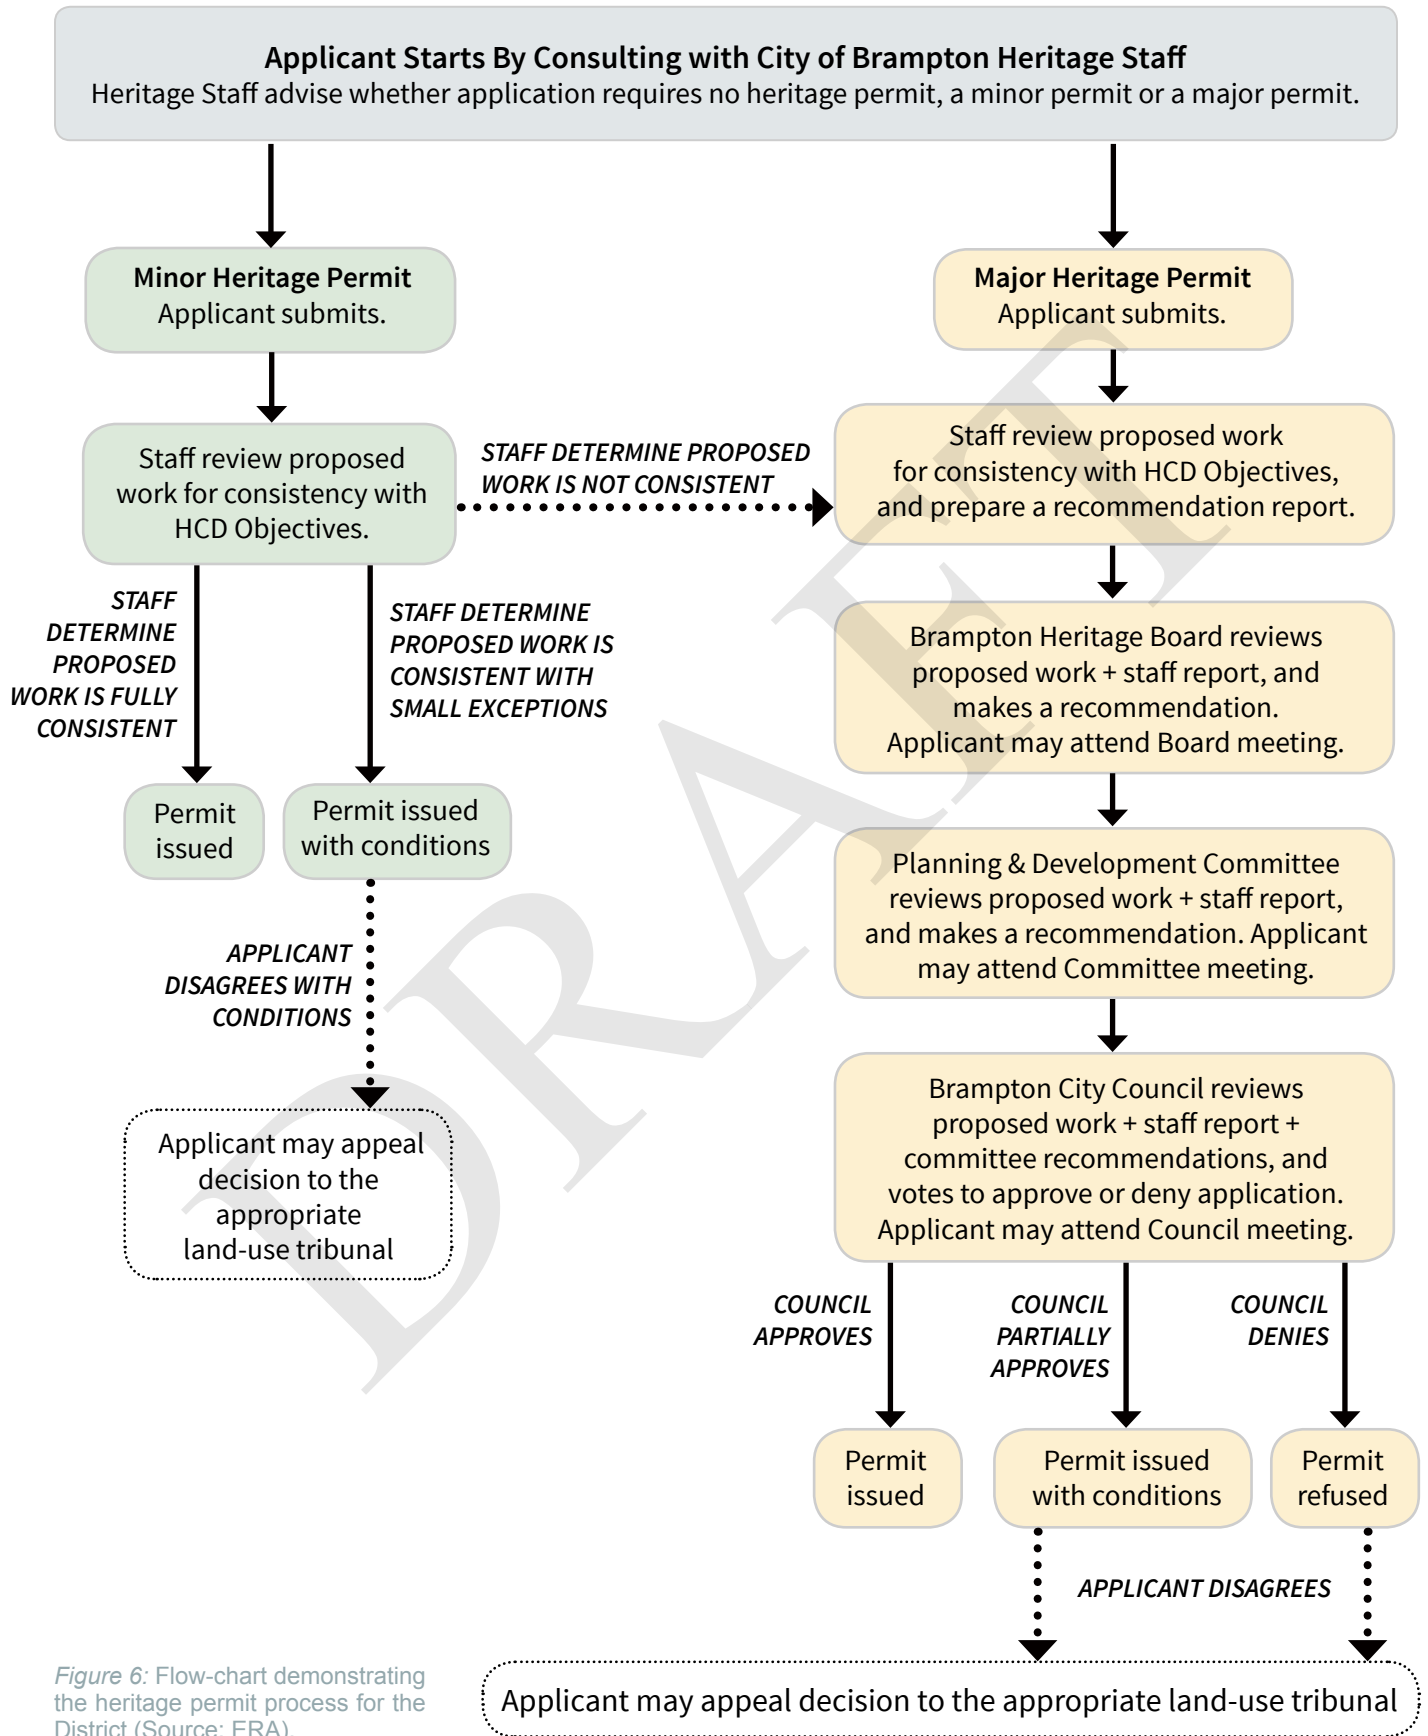 Applicant Starts By Consulting with City of Brampton Heritage Staff
Heritage Staff advise whether application requires no heritage permit, a minor permit or a major permit.
Minor Heritage Permit
Applicant submits.
Major Heritage Permit
Applicant submits.
Staff review proposed
work for consistency with
HCD Objectives.
STAFF DETERMINE PROPOSED
WORK IS NOT CONSISTENT
Staff review proposed work
for consistency with HCD Objectives,
and prepare a recommendation report.
STAFF
DETERMINE
PROPOSED
WORK IS FULLY
CONSISTENT
STAFF DETERMINE
PROPOSED WORK IS
CONSISTENT WITH
SMALL EXCEPTIONS
Brampton Heritage Board reviews
proposed work + staff report, and
makes a recommendation.
Applicant may attend Board meeting.
Permit
issued
Permit issued
with conditions
Planning & Development Committee
reviews proposed work + staff report,
and makes a recommendation. Applicant
may attend Committee meeting.
APPLICANT
DISAGREES WITH
CONDITIONS
Applicant may appeal
decision to the
appropriate
land-use tribunal
Brampton City Council reviews
proposed work + staff report +
committee recommendations, and
votes to approve or deny application.
Applicant may attend Council meeting.
COUNCIL
APPROVES
COUNCIL
PARTIALLY
APPROVES
COUNCIL
DENIES
Permit
issued
Permit issued
with conditions
Permit
refused
APPLICANT DISAGREES
Applicant may appeal decision to the appropriate land-use tribunal
Figure 6: Flow-chart demonstrating
the heritage permit process for the
District (Source: ERA).
DRAFT